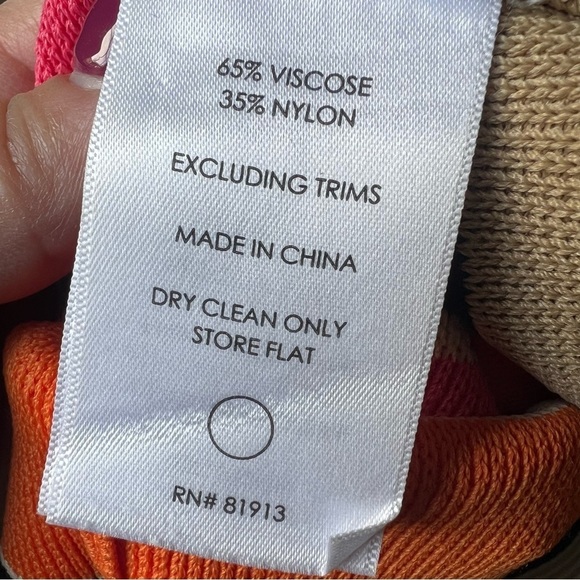 65% VISCOSE
35% NYLON
EXCLUDING TRIMS
MADE IN CHINA
DRY CLEAN ONLY
STORE FLAT
RN# 81913